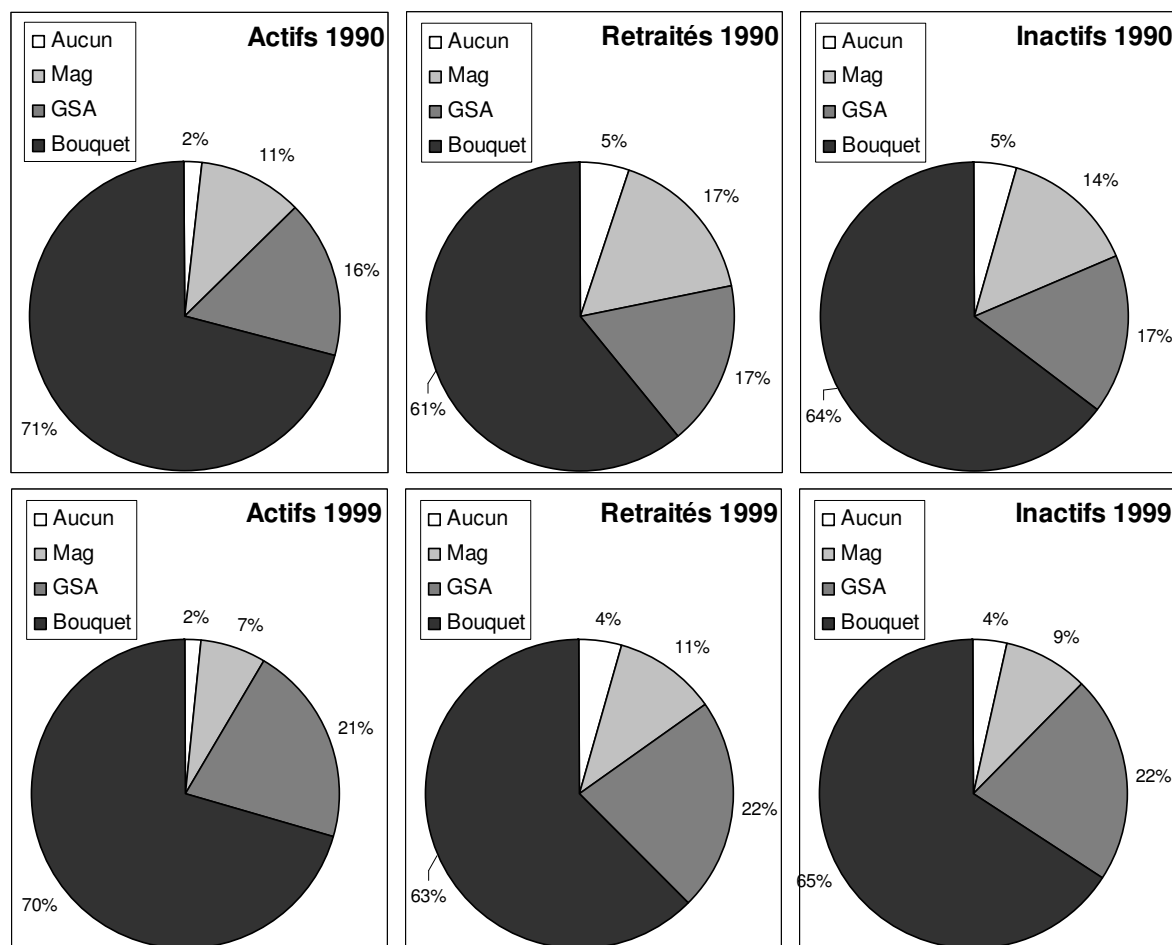 Actifs 1990
Aucun
Mag
GSA
Bouquet
2%
11%
16%
71%
Retraités 1990
Aucun
Mag
GSA
Bouquet
5%
17%
17%
61%
Inactifs 1990
Aucun
Mag
GSA
Bouquet
5%
14%
17%
64%
Actifs 1999
Aucun
Mag
GSA
Bouquet
2%
7%
21%
70%
Retraités 1999
Aucun
Mag
GSA
Bouquet
4%
11%
22%
63%
Inactifs 1999
Aucun
Mag
GSA
Bouquet
4%
9%
22%
65%